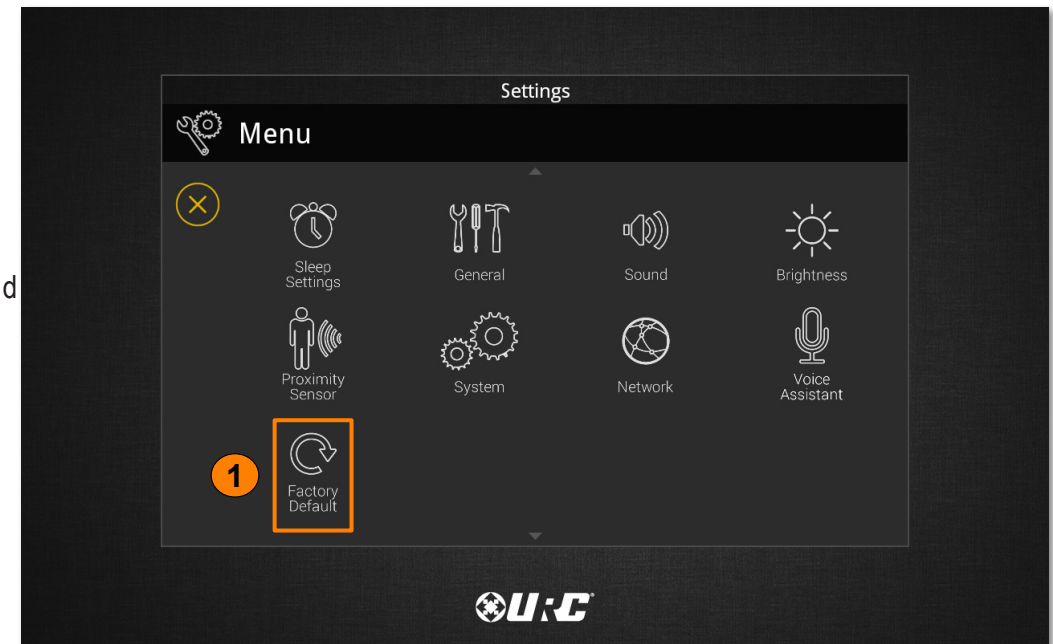 Settings
Menu
Sleep
Settings
General
Sound
Brightness
d
Proximity
Sensor
System
Network
Voice
Assistant
1
Factory
Default
URC